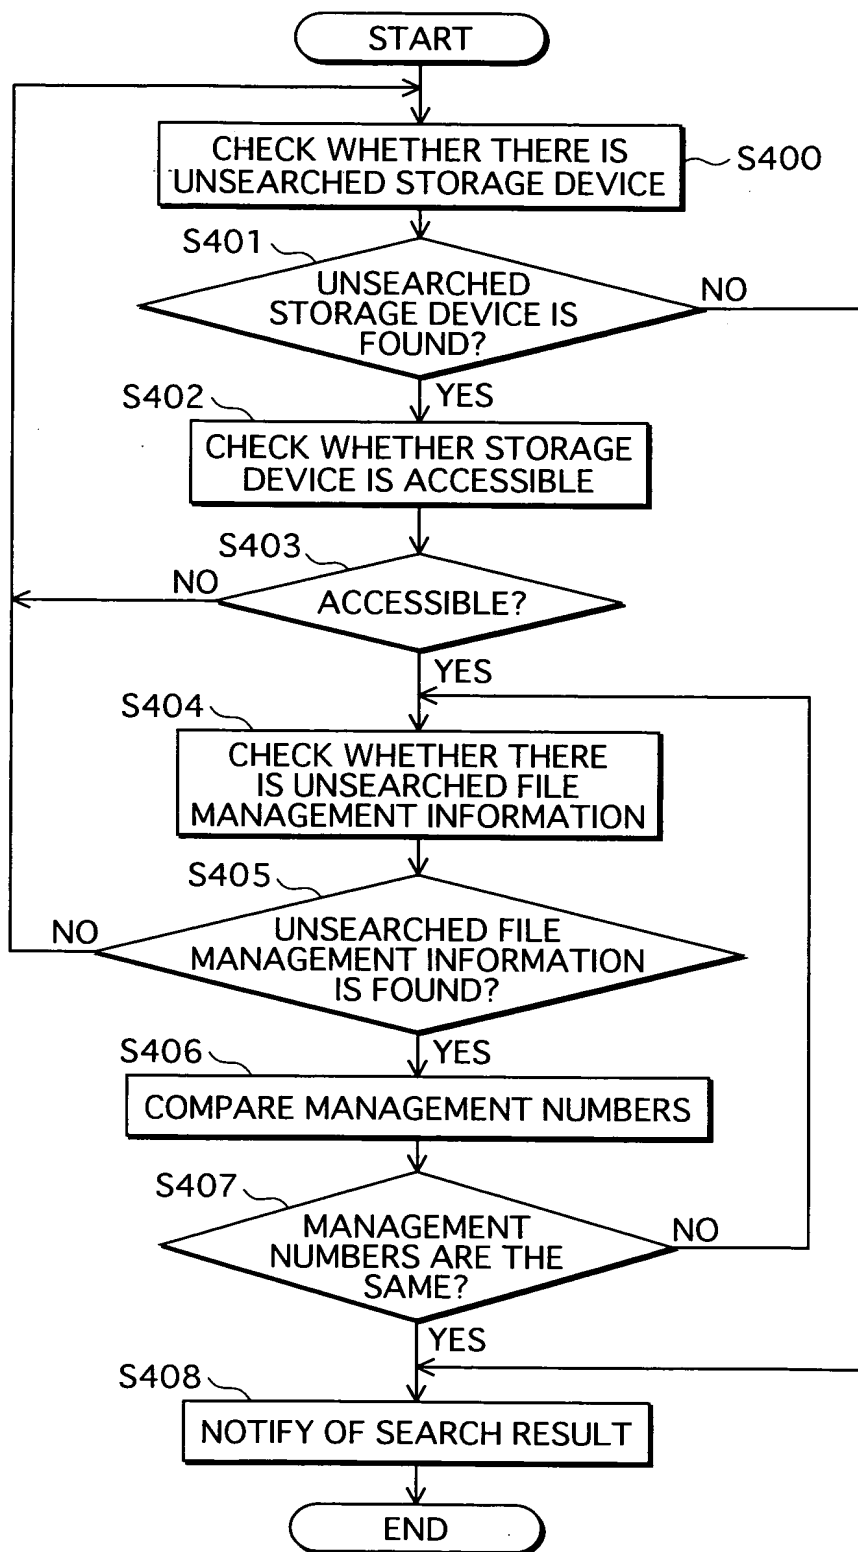 START
CHECK WHETHER THERE IS
UNSEARCHED STORAGE DEVICE
S400
S401
UNSEARCHED
STORAGE DEVICE IS
FOUND?
NO
YES
S402
CHECK WHETHER STORAGE
DEVICE IS ACCESSIBLE
S403
NO
ACCESSIBLE?
YES
S404
CHECK WHETHER THERE
IS UNSEARCHED FILE
MANAGEMENT INFORMATION
S405
NO
UNSEARCHED FILE
MANAGEMENT INFORMATION
IS FOUND?
YES
S406
COMPARE MANAGEMENT NUMBERS
S407
MANAGEMENT
NUMBERS ARE THE
SAME?
NO
YES
S408
NOTIFY OF SEARCH RESULT
END